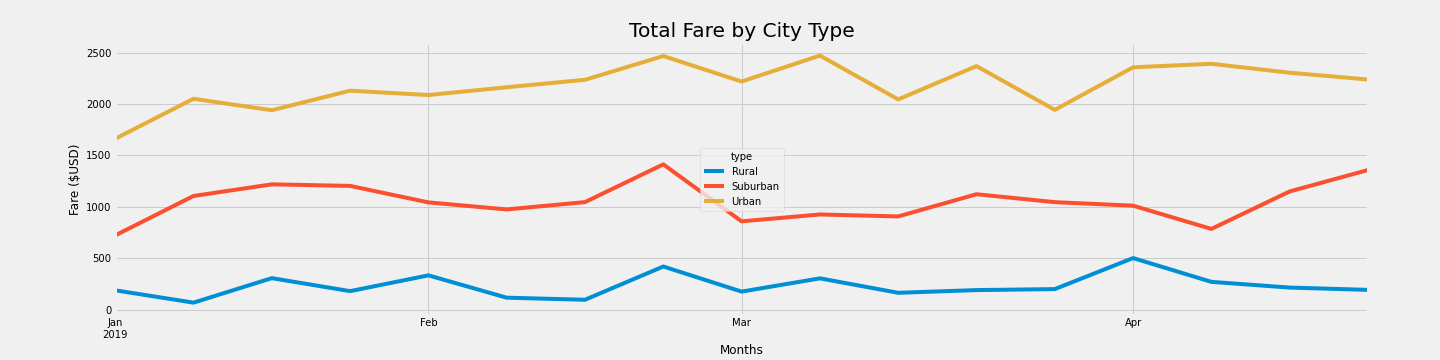 Total Fare by City Type
2500
2000
1500
1000
500
0
Fare ($USD)
type
Rural
Suburban
Urban
Jan
2019
Feb
Mar
Apr
Months